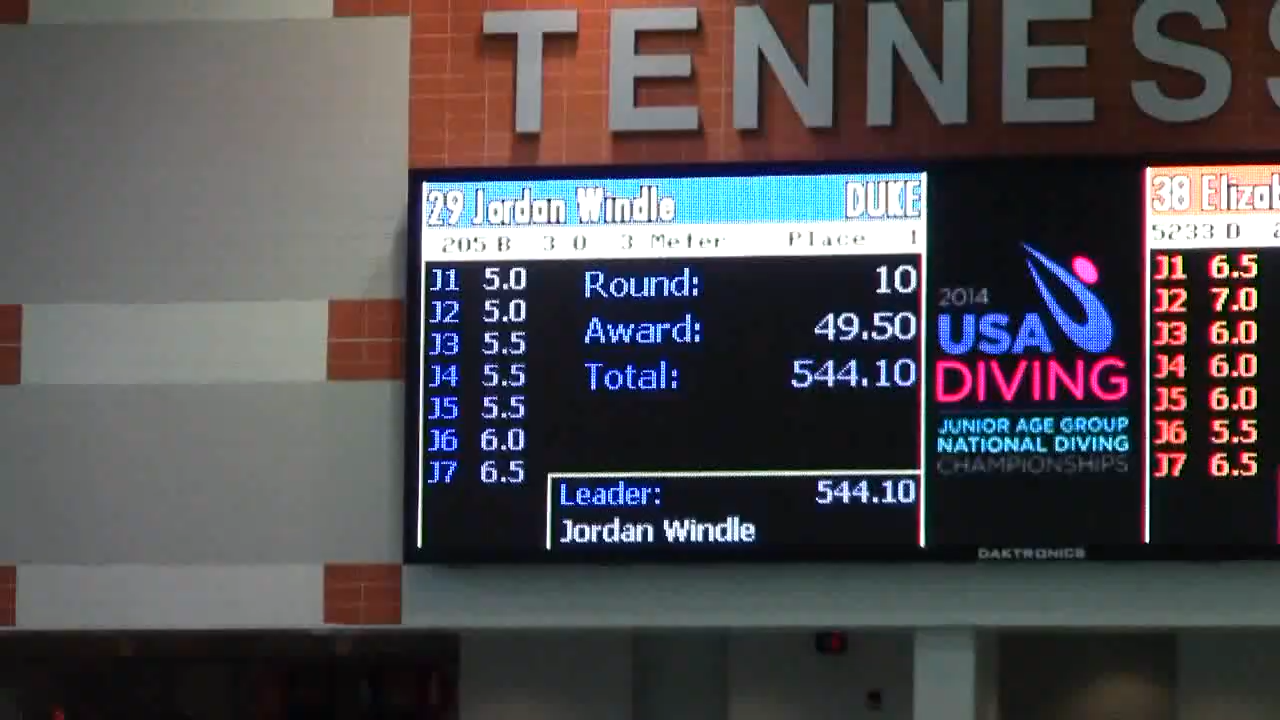 TENNESS
29 Jordan Windle DUKE
205 B 3 0 3 Meter Place 1
J1 5.0
J2 5.0
J3 5.5
J4 5.5
J5 5.5
J6 6.0
J7 6.5
Round: 10
Award: 49.50
Total: 544.10
Leader: 544.10
Jordan Windle
2014
USA
DIVING
JUNIOR AGE GROUP
NATIONAL DIVING
CHAMPIONSHIPS
38 Elizab
5233 D
J1 6.5
J2 7.0
J3 6.0
J4 6.0
J5 6.0
J6 5.5
J7 6.5
DAKTRONICS